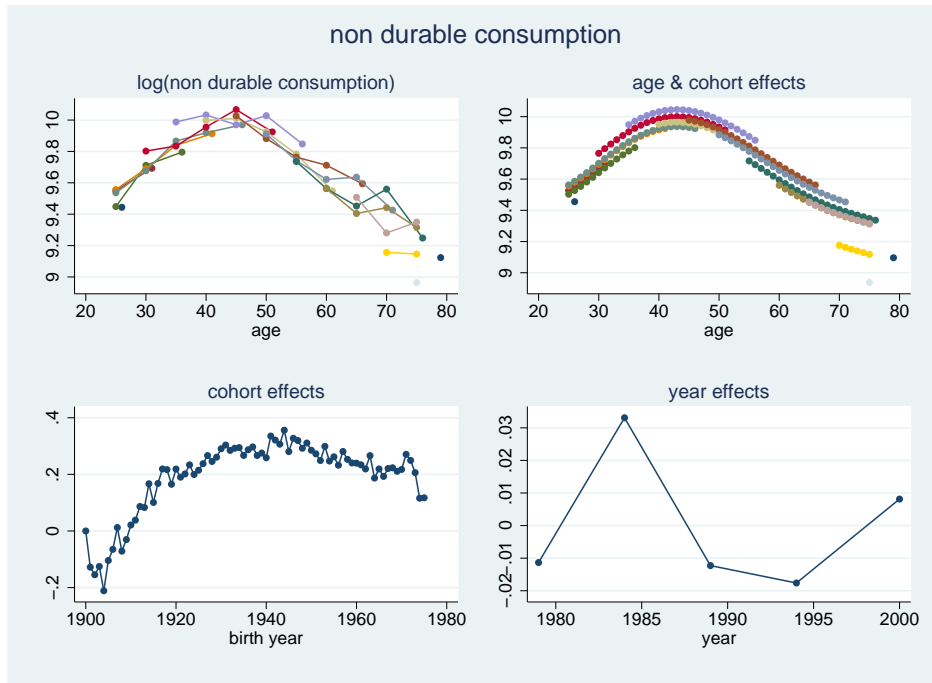 non durable consumption
log(non durable consumption)
10
9.8
9.6
9.4
9.2
9
20 30 40 50 60 70 80
age
age & cohort effects
10
9.8
9.6
9.4
9.2
9
20 30 40 50 60 70 80
age
cohort effects
.4
.2
0
-.2
1900 1920 1940 1960 1980
birth year
year effects
.03
.02
.01
0
-.01
-.02
1980 1985 1990 1995 2000
year